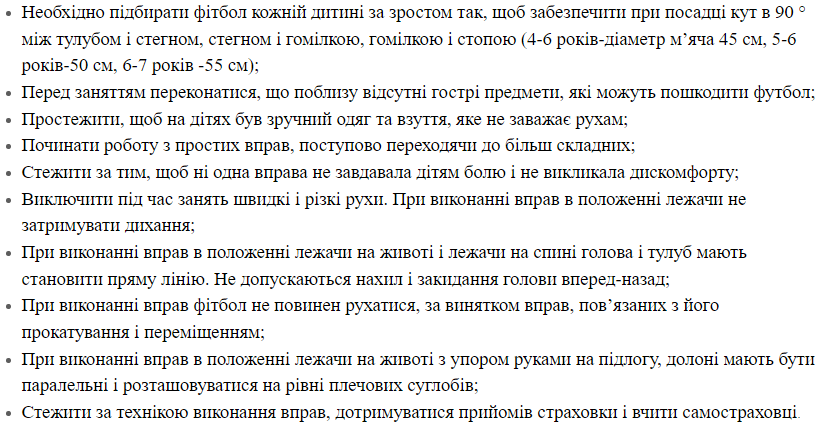 Необхідно підбирати фітбол кожній дитині за зростом так, щоб забезпечити при посадці кут в 90 °
між тулубом і стегном, стегном і гомілкою, гомілкою і стопою (4-6 років-діаметр м’яча 45 см, 5-6
років-50 см, 6-7 років -55 см);
Перед заняттям переконатися, що поблизу відсутні гострі предмети, які можуть пошкодити футбол;
Простежити, щоб на дітях був зручний одяг та взуття, яке не заважає рухам;
Починати роботу з простих вправ, поступово переходячи до більш складних;
Стежити за тим, щоб ні одна вправа не завдавала дітям болю і не викликала дискомфорту;
Виключити під час занять швидкі і різкі рухи. При виконанні вправ в положенні лежачи не
затримувати дихання;
При виконанні вправ в положенні лежачи на животі і лежачи на спині голова і тулуб мають
становити пряму лінію. Не допускаються нахил і закидання голови вперед-назад;
При виконанні вправ фітбол не повинен рухатися, за винятком вправ, пов’язаних з його
прокатування і переміщенням;
При виконанні вправ в положенні лежачи на животі з упором руками на підлогу, долоні мають бути
паралельні і розташовуватися на рівні плечових суглобів;
Стежити за технікою виконання вправ, дотримуватися прийомів страховки і вчити самостраховці.